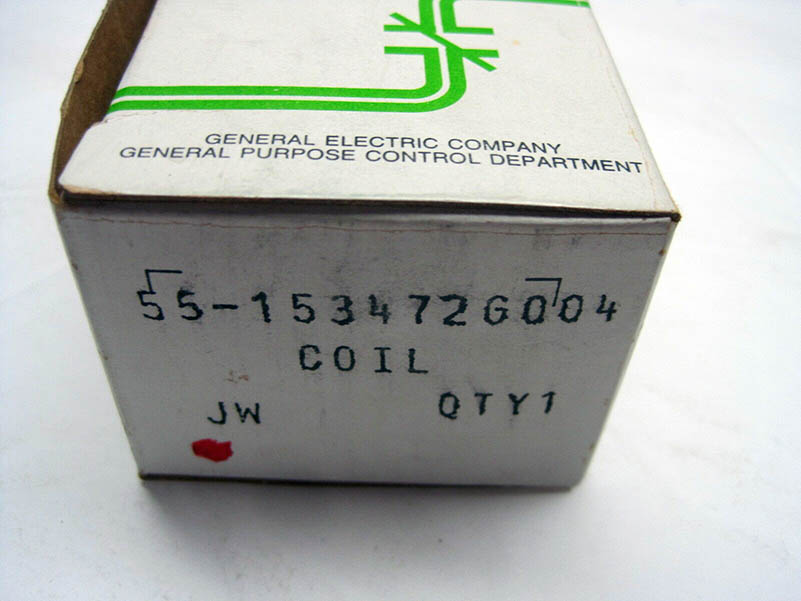 GENERAL ELECTRIC COMPANY
GENERAL PURPOSE CONTROL DEPARTMENT
55-153472G004
COIL
JW QTY1